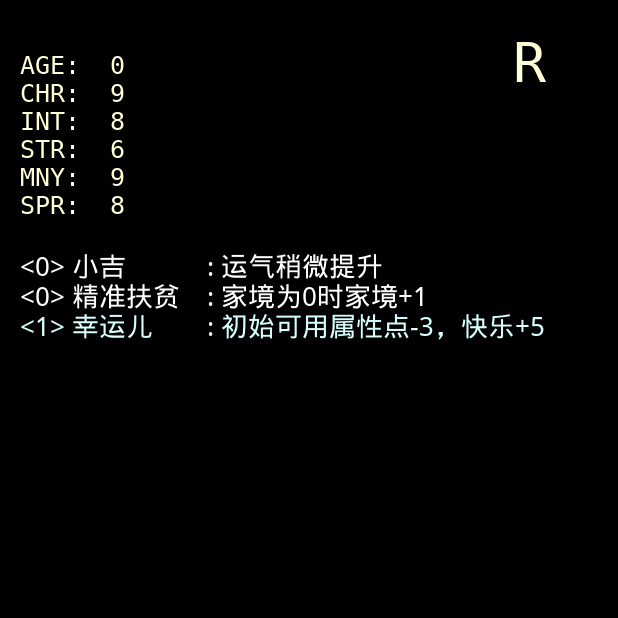 R
AGE: 0
CHR: 9
INT: 8
STR: 6
MNY: 9
SPR: 8
<0> 小吉 : 运气稍微提升
<0> 精准扶贫 : 家境为0时家境+1
<1> 幸运儿 : 初始可用属性点-3，快乐+5